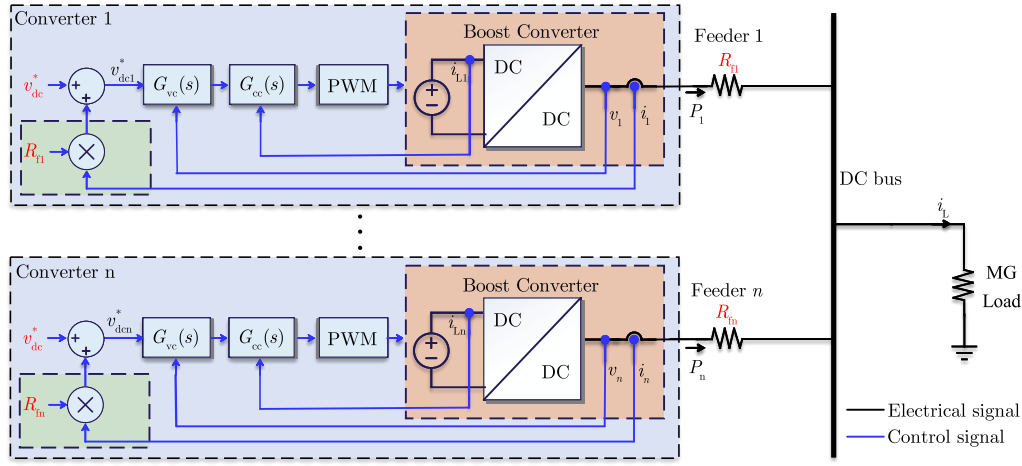 Converter 1
Boost Converter
Feeder 1
v*dc
v*dc1
Gvc(s)
Gcc(s)
PWM
iL1
DC
DC
Rf1
P1
v1
i1
Rf1
DC bus
iL
MG
Load
Converter n
Boost Converter
Feeder n
v*dc
v*dcn
Gvc(s)
Gcc(s)
PWM
iLn
DC
DC
Rfn
Pn
vn
in
Rfn
Electrical signal
Control signal